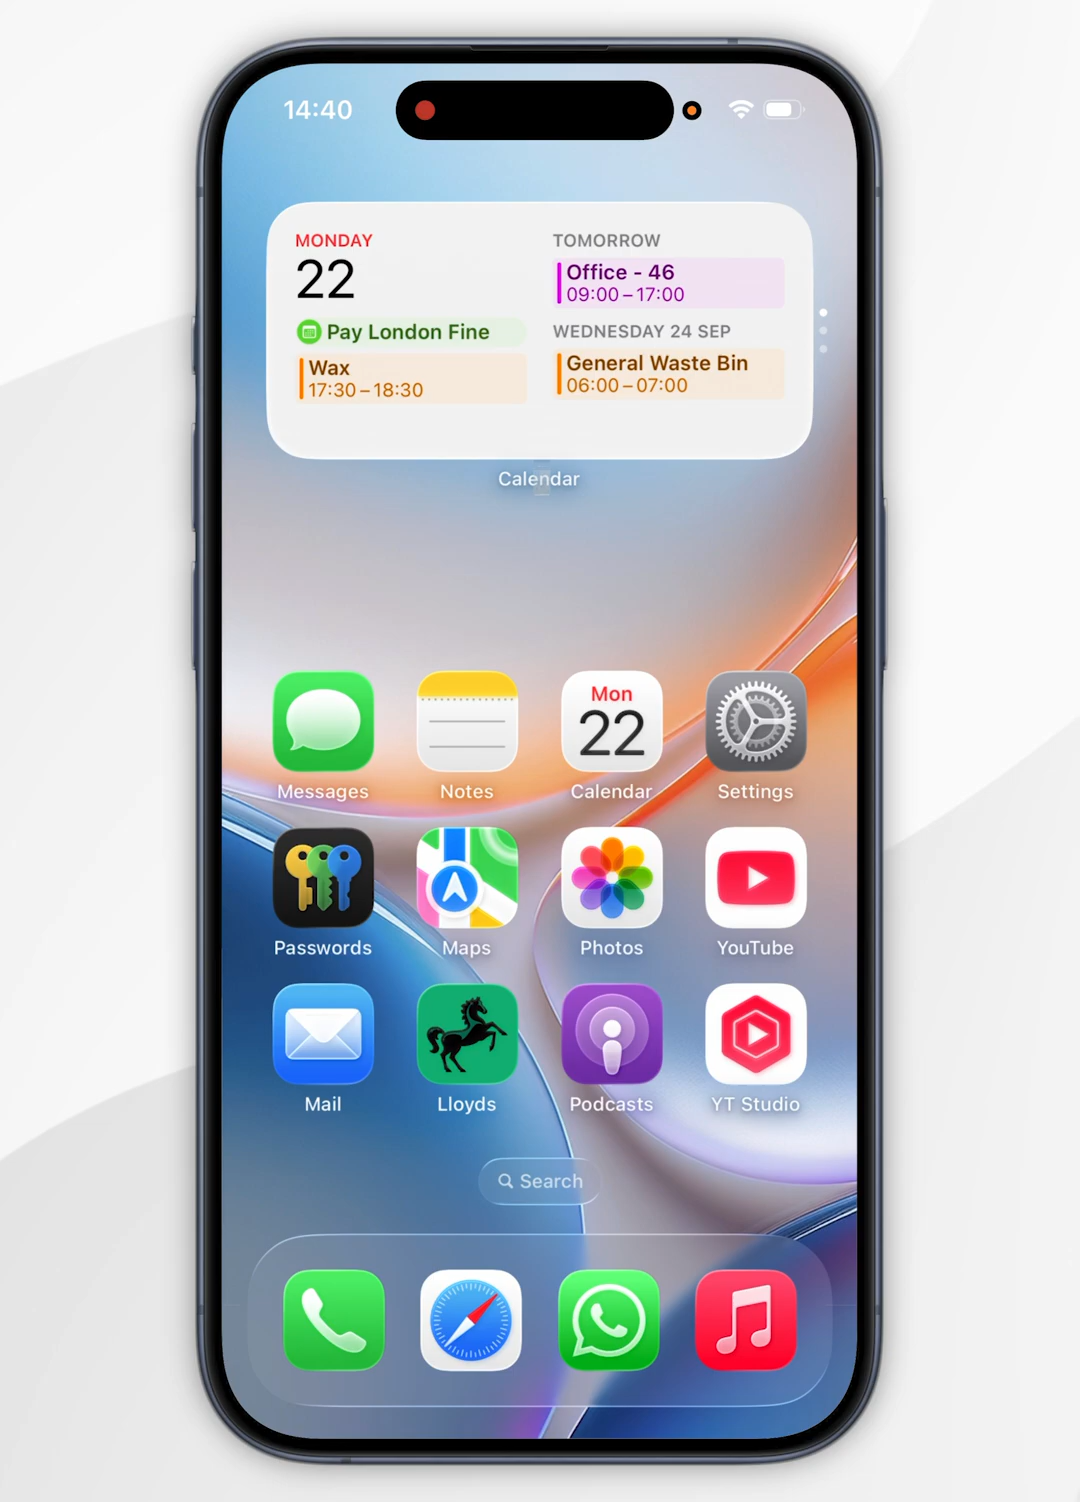 14:40
MONDAY
22
Pay London Fine
Wax
17:30 – 18:30
TOMORROW
Office - 46
09:00 – 17:00
WEDNESDAY 24 SEP
General Waste Bin
06:00 – 07:00
Calendar
Mon
22
Messages
Notes
Calendar
Settings
Passwords
Maps
Photos
YouTube
Mail
Lloyds
Podcasts
YT Studio
Search